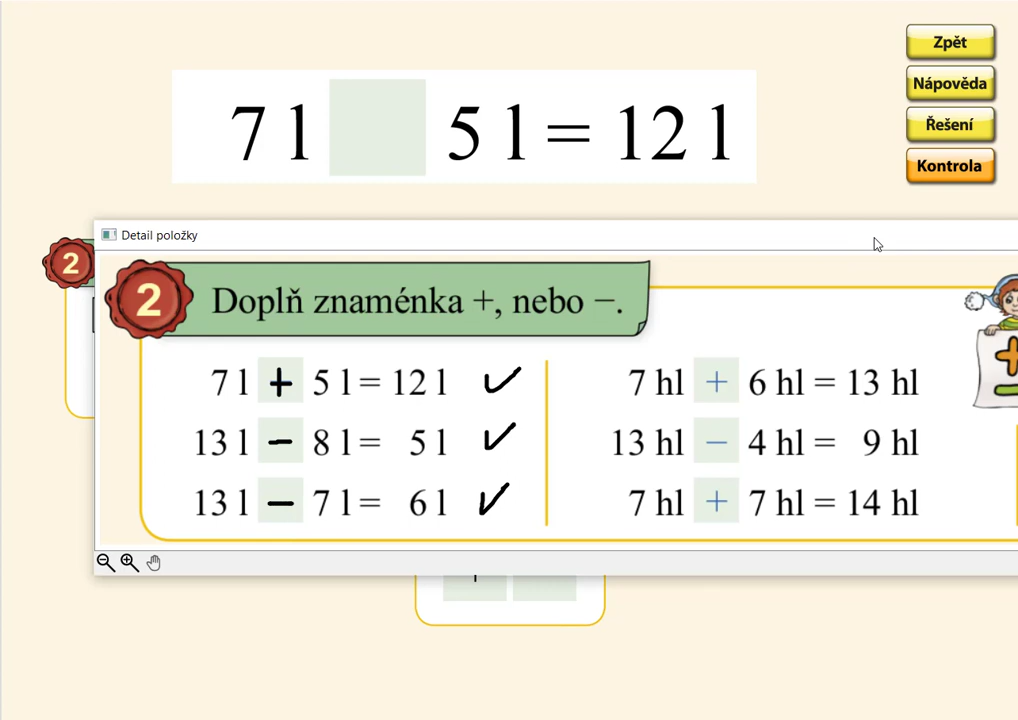 Zpět
Nápověda
Řešení
Kontrola
7 l 5 l = 12 l
2
Detail položky
2 Doplň znaménka +, nebo −.
7 l + 5 l = 12 l ✓
13 l − 8 l = 5 l ✓
13 l − 7 l = 6 l ✓
7 hl + 6 hl = 13 hl
13 hl − 4 hl = 9 hl
7 hl + 7 hl = 14 hl